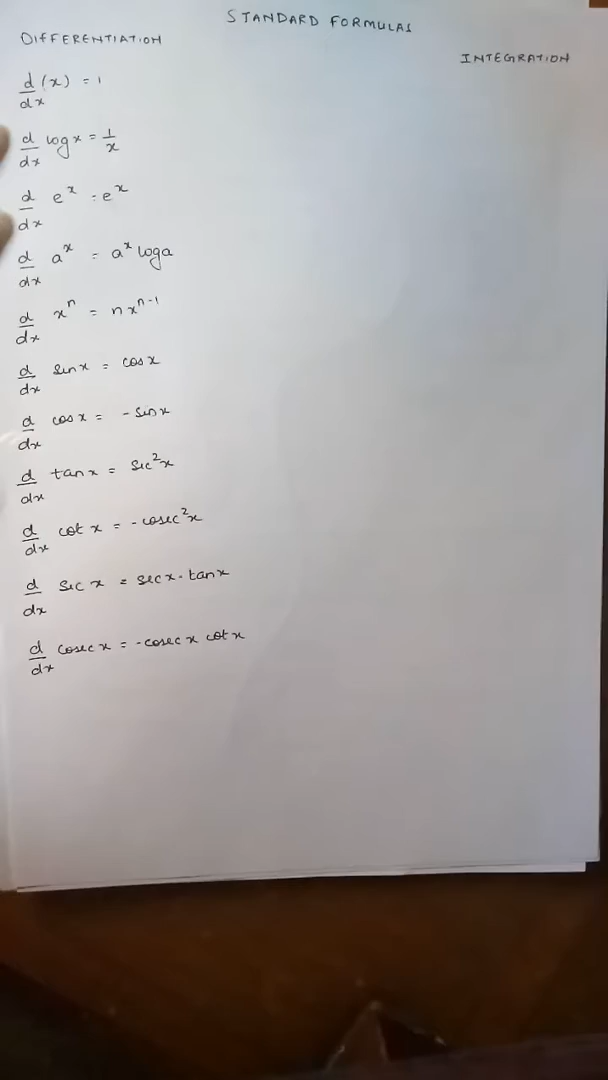 STANDARD FORMULAS
DIFFERENTIATION
INTEGRATION
d/dx (x) = 1
d/dx log x = 1/x
d/dx e^x = e^x
d/dx a^x = a^x log a
d/dx x^n = n x^(n-1)
d/dx sin x = cos x
d/dx cos x = - sin x
d/dx tan x = sec^2 x
d/dx cot x = - cosec^2 x
d/dx sec x = sec x · tan x
d/dx cosec x = - cosec x cot x